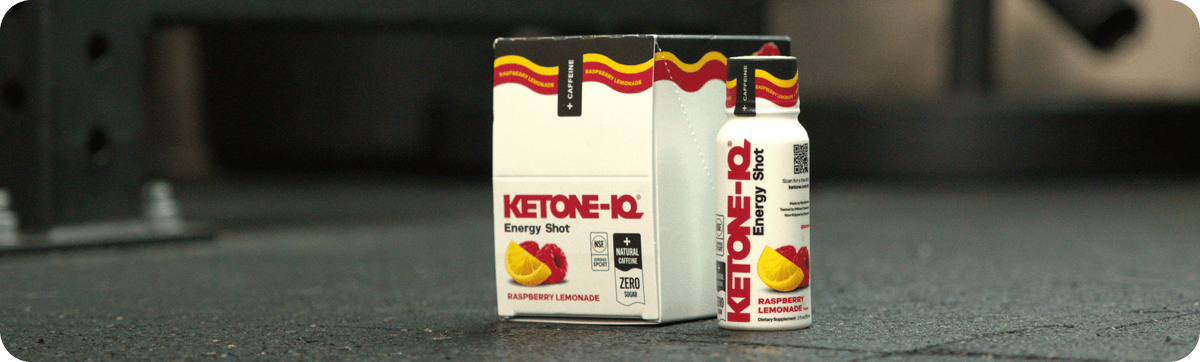 RASPBERRY LEMONADE
+ CAFFEINE
RASPBERRY LEMONADE
KETONE-IQ®
Energy Shot
NSF
CERTIFIED
SPORT
+
NATURAL
CAFFEINE
ZERO
SUGAR
RASPBERRY LEMONADE
+ CAFFEINE
RASPBERRY LEMONADE
KETONE-IQ®
Energy Shot
RASPBERRY
LEMONADE
Dietary Supplement